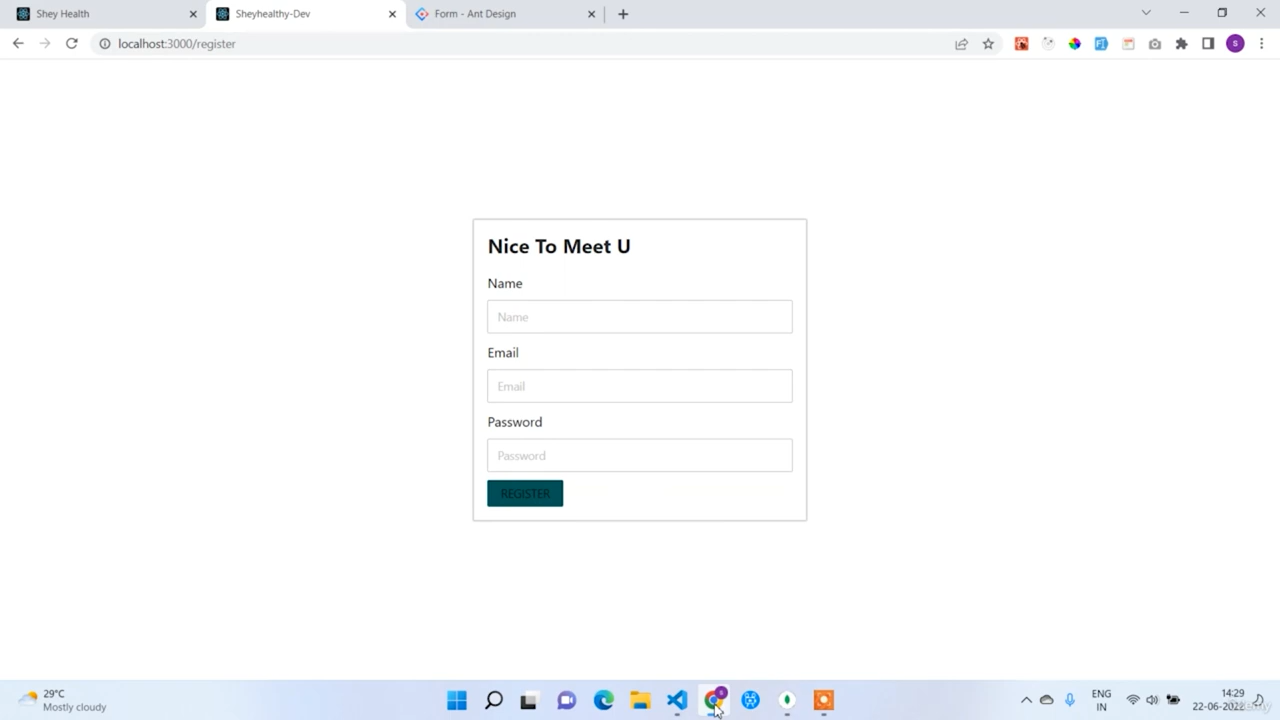 Shey Health
Sheyhealthy-Dev
Form - Ant Design
localhost:3000/register
S
Nice To Meet U
Name
Name
Email
Email
Password
Password
REGISTER
29°C
Mostly cloudy
ENG
IN
14:29
22-06-2022